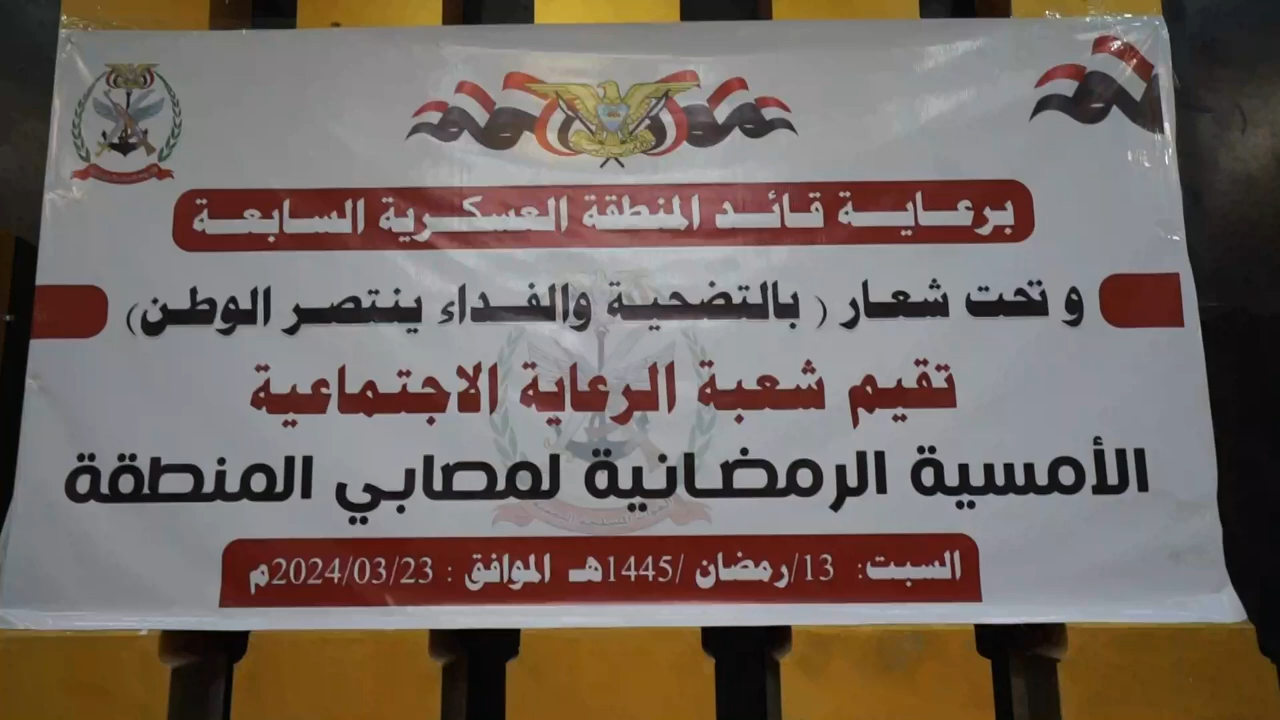 برعاية قائد المنطقة العسكرية السابعة
و تحت شعار ( بالتضحية والفداء ينتصر الوطن)
تقيم شعبة الرعاية الاجتماعية
الأمسية الرمضانية لمصابي المنطقة
السبت: 13/رمضان /1445هـ الموافق : 2024/03/23م